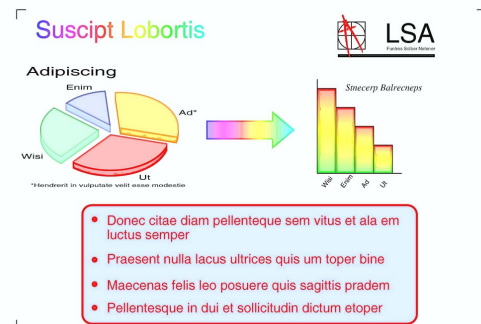 Suscipt Lobortis
LSA
Adipiscing
Enim
Ad*
Wisi
Ut
*Hendrerit in vulputate velit esse modestie
Stnecerp Balrecneps
Wisi
Enim
Ad
Ut
Donec citae diam pellenteque sem vitus et ala em
luctus semper
Praesent nulla lacus ultrices quis um toper bine
Maecenas felis leo posuere quis sagittis pradem
Pellentesque in dui et sollicitudin dictum etoper